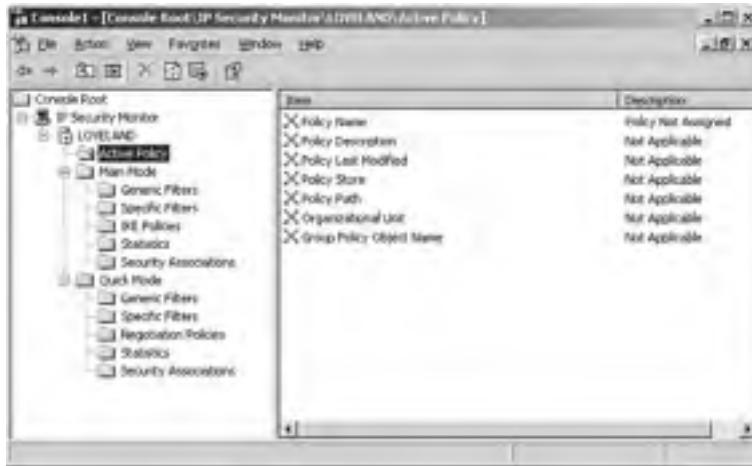 Console1 - [Console Root\IP Security Monitor\LOVELAND\Active Policy]
File Action View Favorites Window Help
Console Root
IP Security Monitor
LOVELAND
Active Policy
Main Mode
Generic Filters
Specific Filters
IKE Policies
Statistics
Security Associations
Quick Mode
Generic Filters
Specific Filters
Negotiation Policies
Statistics
Security Associations
Item Description
Policy Name Policy Not Assigned
Policy Description Not Applicable
Policy Last Modified Not Applicable
Policy Store Not Applicable
Policy Path Not Applicable
Organizational Unit Not Applicable
Group Policy Object Name Not Applicable